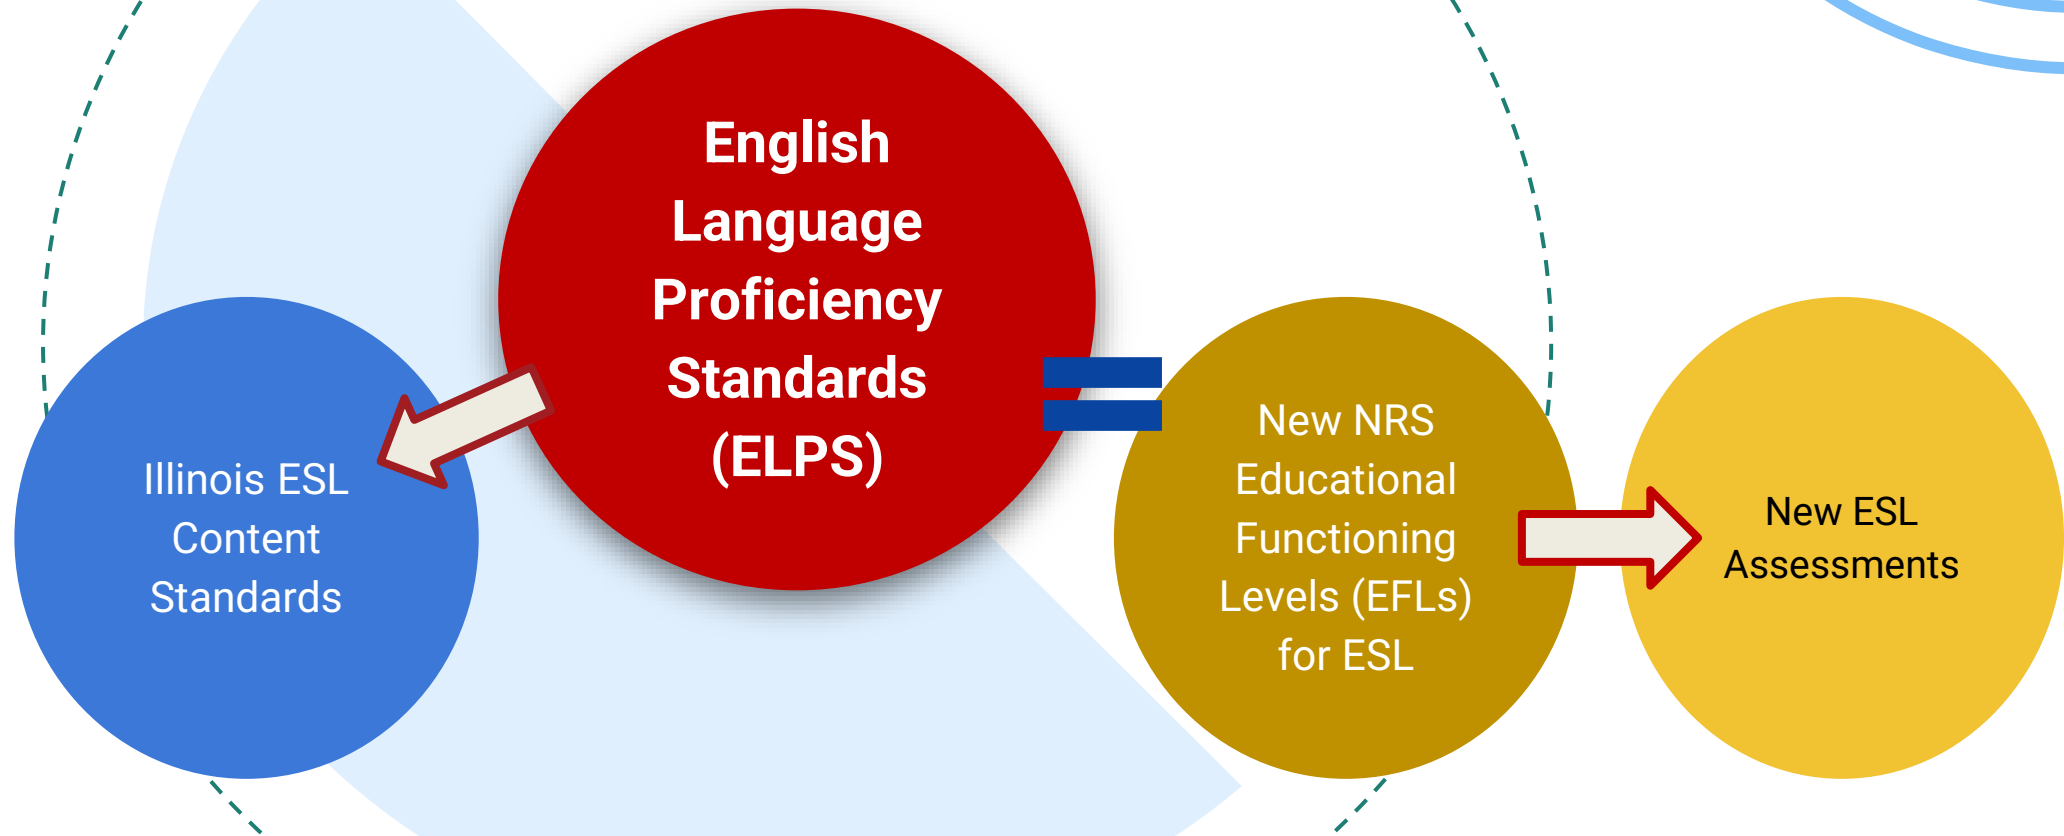 English
Language
Proficiency
Standards
(ELPS)
Illinois ESL
Content
Standards
New NRS
Educational
Functioning
Levels (EFLs)
for ESL
New ESL
Assessments